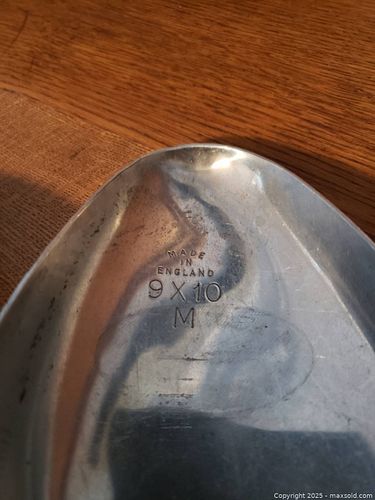 MADE
IN
ENGLAND
9 X 10
M
Copyright 2025 - maxsold.com